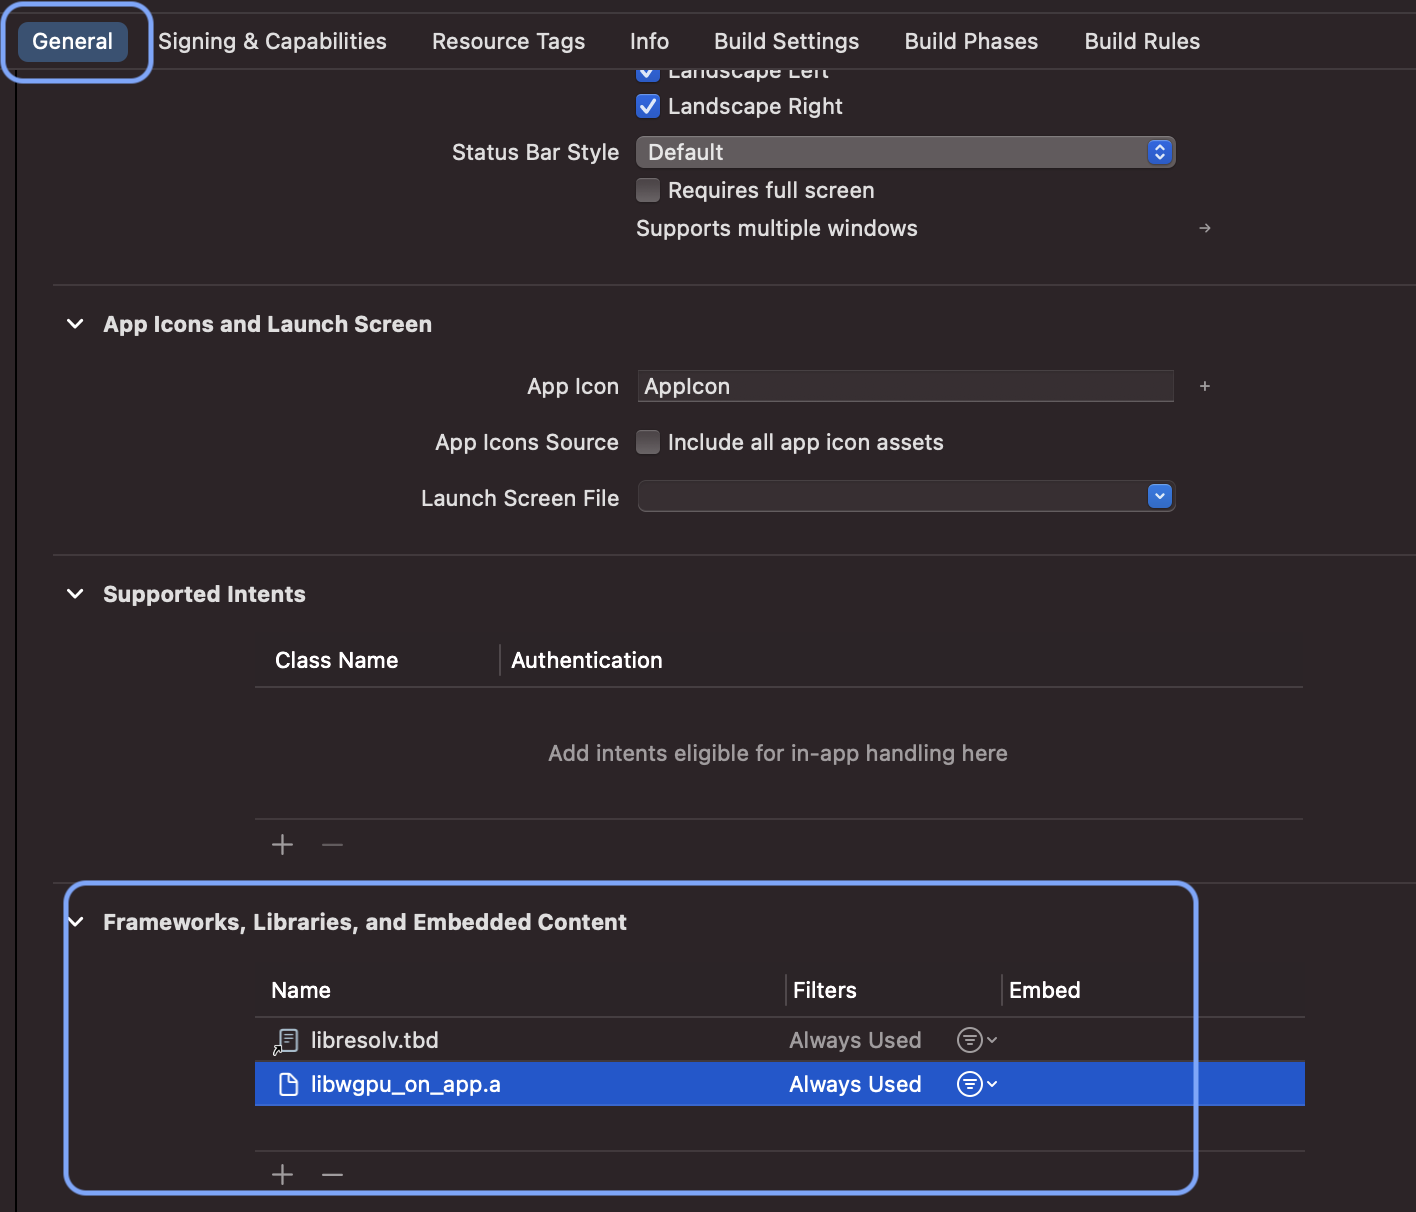 General Signing & Capabilities Resource Tags Info Build Settings Build Phases Build Rules
Landscape Left
Landscape Right
Status Bar Style Default
Requires full screen
Supports multiple windows
App Icons and Launch Screen
App Icon AppIcon
App Icons Source Include all app icon assets
Launch Screen File
Supported Intents
Class Name Authentication
Add intents eligible for in-app handling here
Frameworks, Libraries, and Embedded Content
Name Filters Embed
libresolv.tbd Always Used
libwgpu_on_app.a Always Used